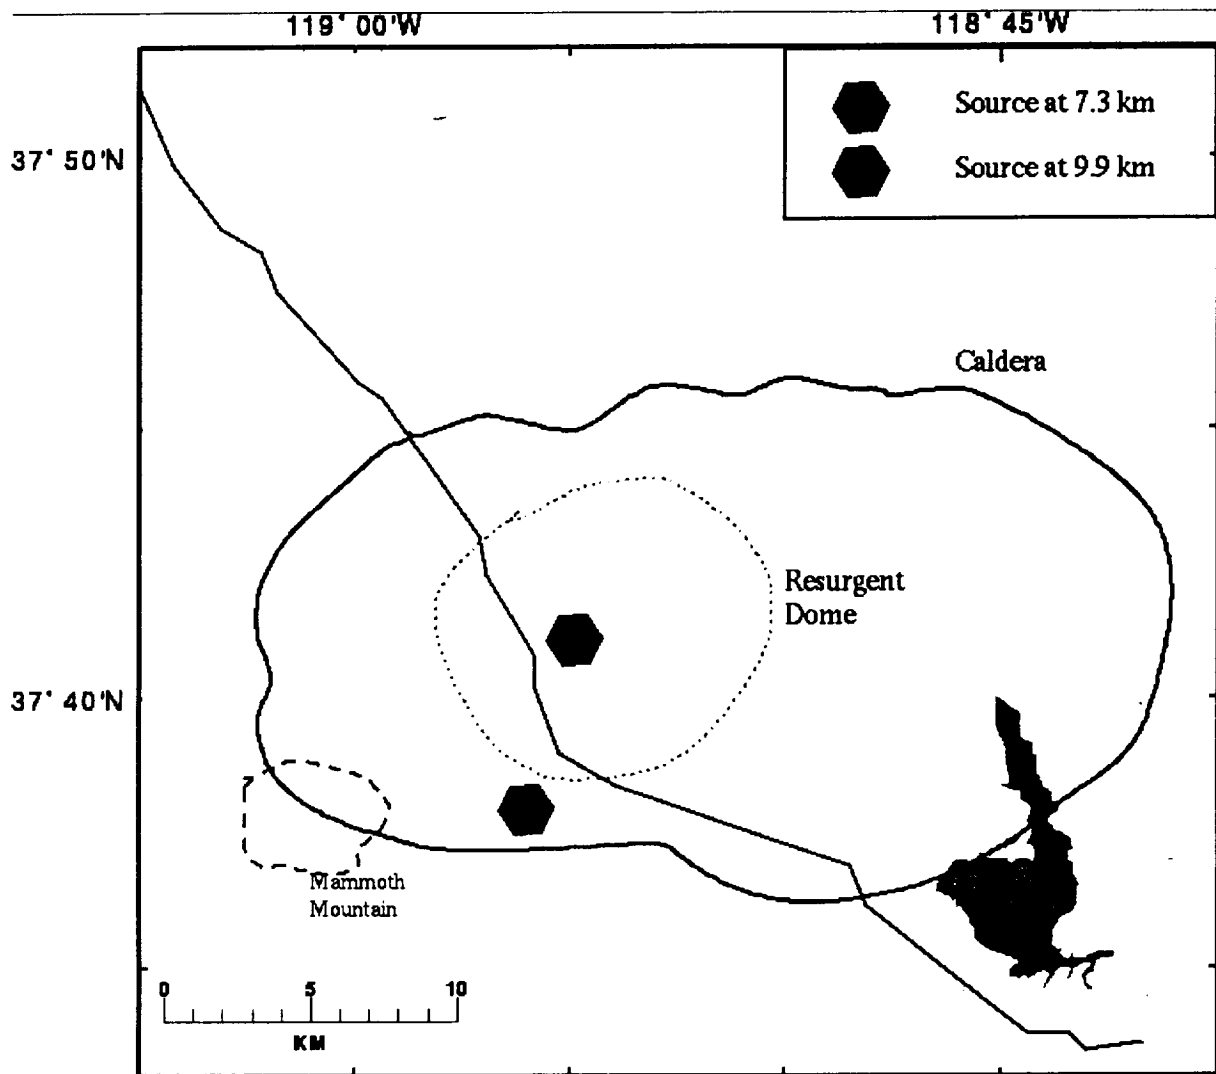 119° 00'W
118° 45'W
Source at 7.3 km
Source at 9.9 km
37° 50'N
Caldera
Resurgent
Dome
37° 40'N
Mammoth
Mountain
0 5 10
KM